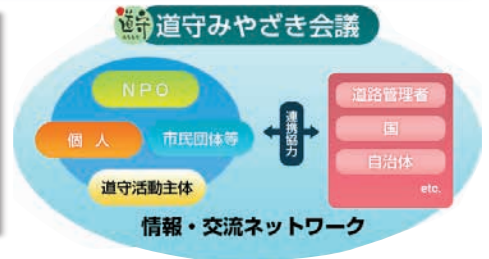 道守 道守みやざき会議
NPO
個人
市民団体等
道守活動主体
連携協力
道路管理者
国
自治体
etc.
情報・交流ネットワーク